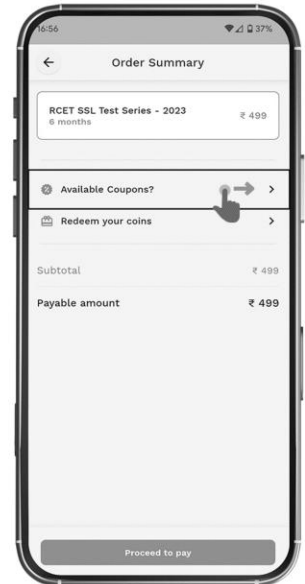 16:56 37%
Order Summary
RCET SSL Test Series - 2023
6 months ₹ 499
Available Coupons?
Redeem your coins
Subtotal ₹ 499
Payable amount ₹ 499
Proceed to pay